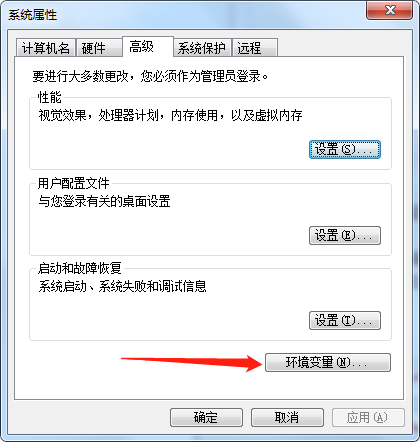 系统属性
计算机名 硬件 高级 系统保护 远程
要进行大多数更改，您必须作为管理员登录。
性能
视觉效果，处理器计划，内存使用，以及虚拟内存
设置(S)...
用户配置文件
与您登录有关的桌面设置
设置(E)...
启动和故障恢复
系统启动、系统失败和调试信息
设置(T)...
环境变量(N)...
确定 取消 应用(A)